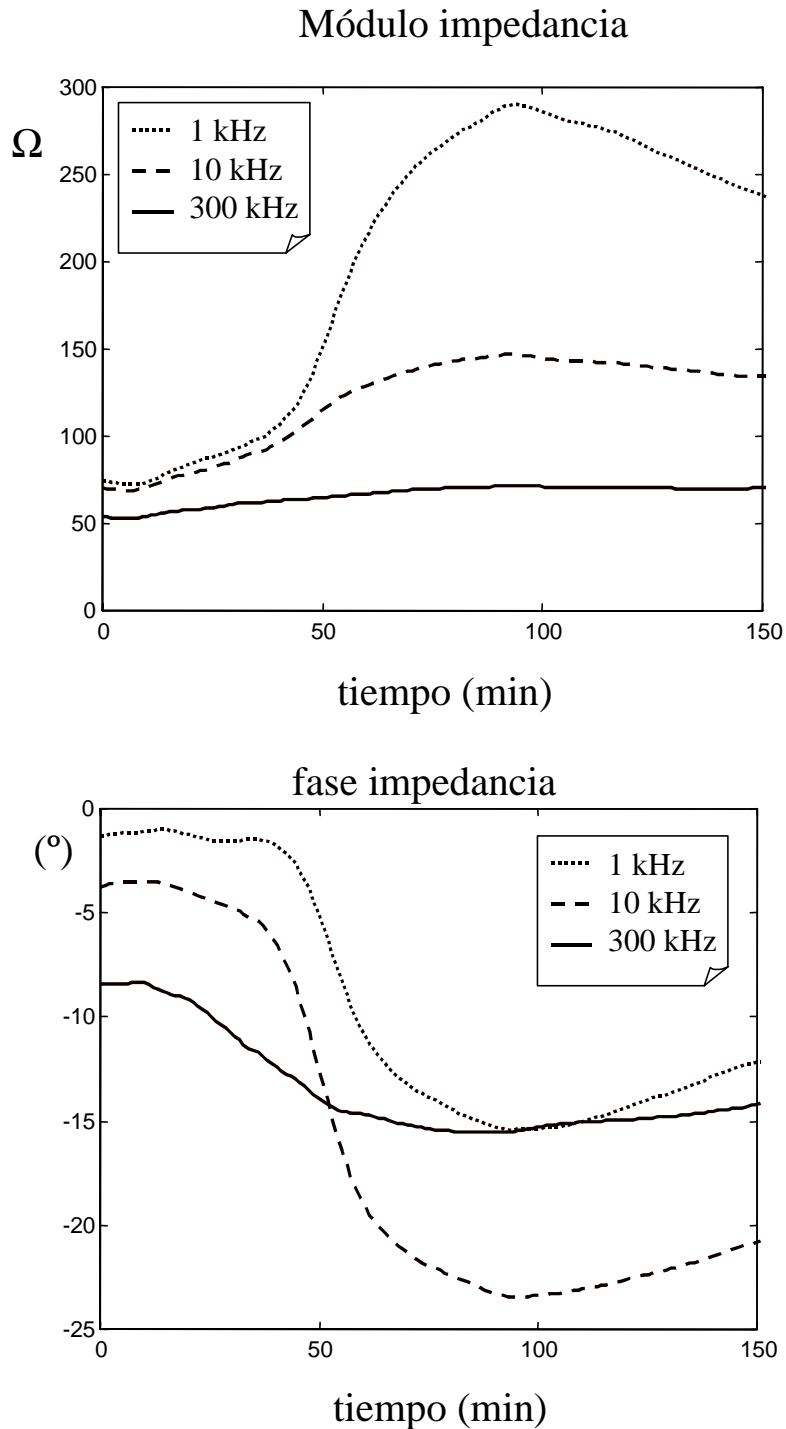 Módulo impedancia
300
Ω
1 kHz
10 kHz
300 kHz
250
200
150
100
50
0
0
50
100
150
tiempo (min)
fase impedancia
0
(º)
1 kHz
10 kHz
300 kHz
-5
-10
-15
-20
-25
0
50
100
150
tiempo (min)